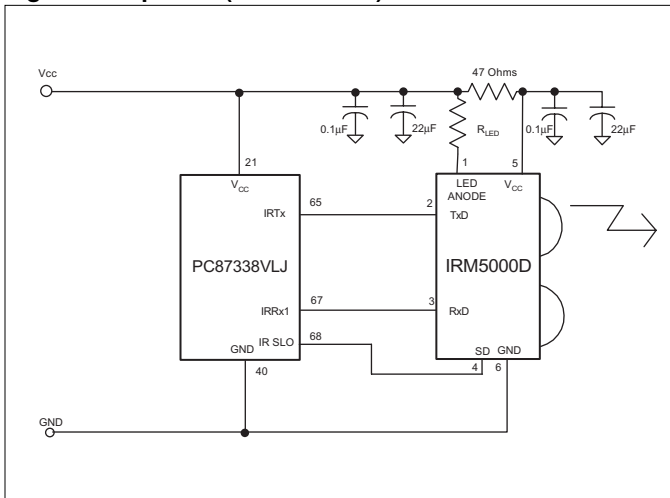 Vcc
47 Ohms
0.1µF
22µF
RLED
0.1µF
22µF
21
1
5
VCC
LED
ANODE
VCC
IRTx
65
2
TxD
PC87338VLJ
IRM5000D
IRRx1
67
3
RxD
IR SLO
68
GND
SD
GND
40
4
6
GND